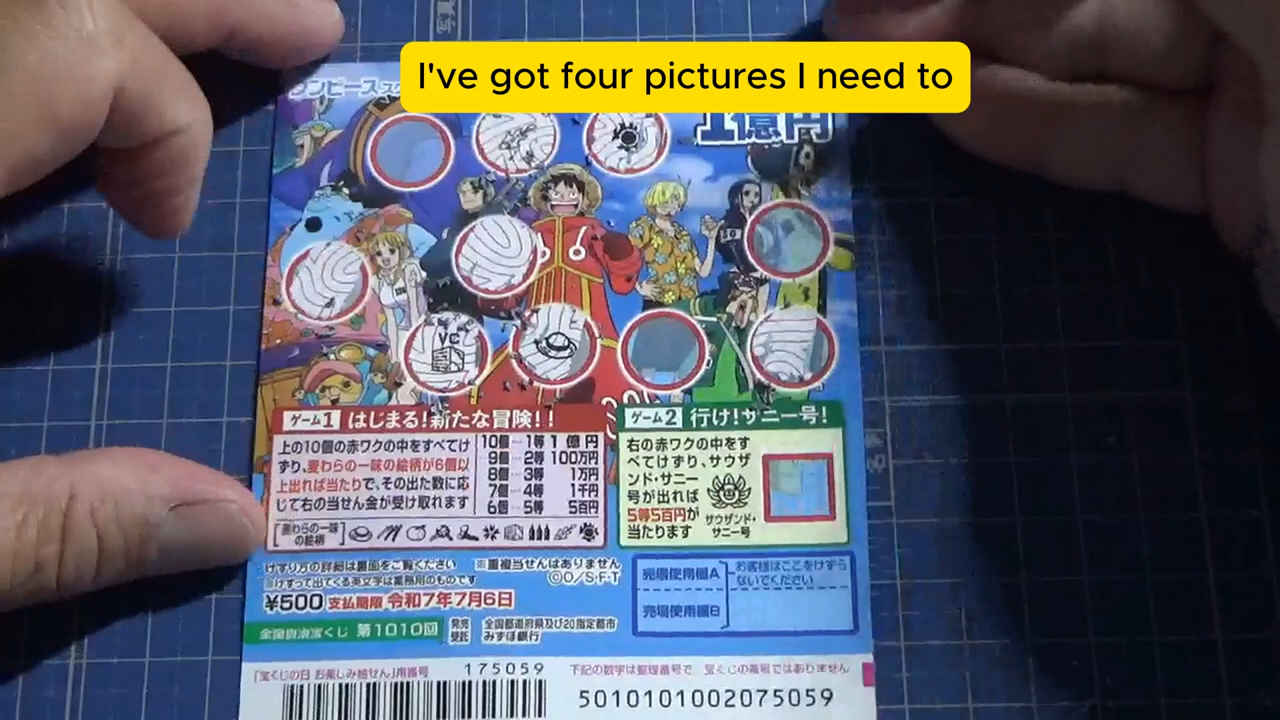 写真
I've got four pictures I need to
ンピースス
1億円
VC
ゲーム1 はじまる!新たな冒険!!
上の10個の赤ワクの中をすべてけ
ずり、麦わらの一味の絵柄が6個以
上出れば当たりで、その出た数に応
じて右の当せん金が受け取れます
10個…1等 1億円
9個…2等 100万円
8個…3等 1万円
7個…4等 1千円
6個…5等 5百円
麦わらの一味
の絵柄
ゲーム2 行け!サニー号!
右の赤ワクの中をす
べてけずり、サウザ
ンド・サニー
号が出れば
5等5百円が
当たります
サウザンド・
サニー号
けずり方の詳細は裏面をご覧ください ※重複当せんはありません
※けずって出てくる英文字は業務用のものです ©O/S・F・T
¥500 支払期限 令和7年7月6日
全国自治宝くじ 第1010回
発売 全国都道府県及び20指定都市
受託 みずほ銀行
売場使用欄A
売場使用欄B
お客様はここをけずら
ないでください
「宝くじの日 お楽しみ抽せん」用番号 175059
下記の数字は整理番号で、宝くじの番号ではありません
5010101002075059